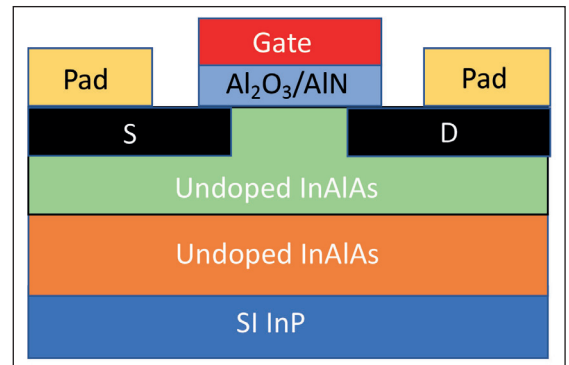 Gate
Pad
Al₂O₃/AlN
Pad
S
D
Undoped InAlAs
Undoped InAlAs
SI InP